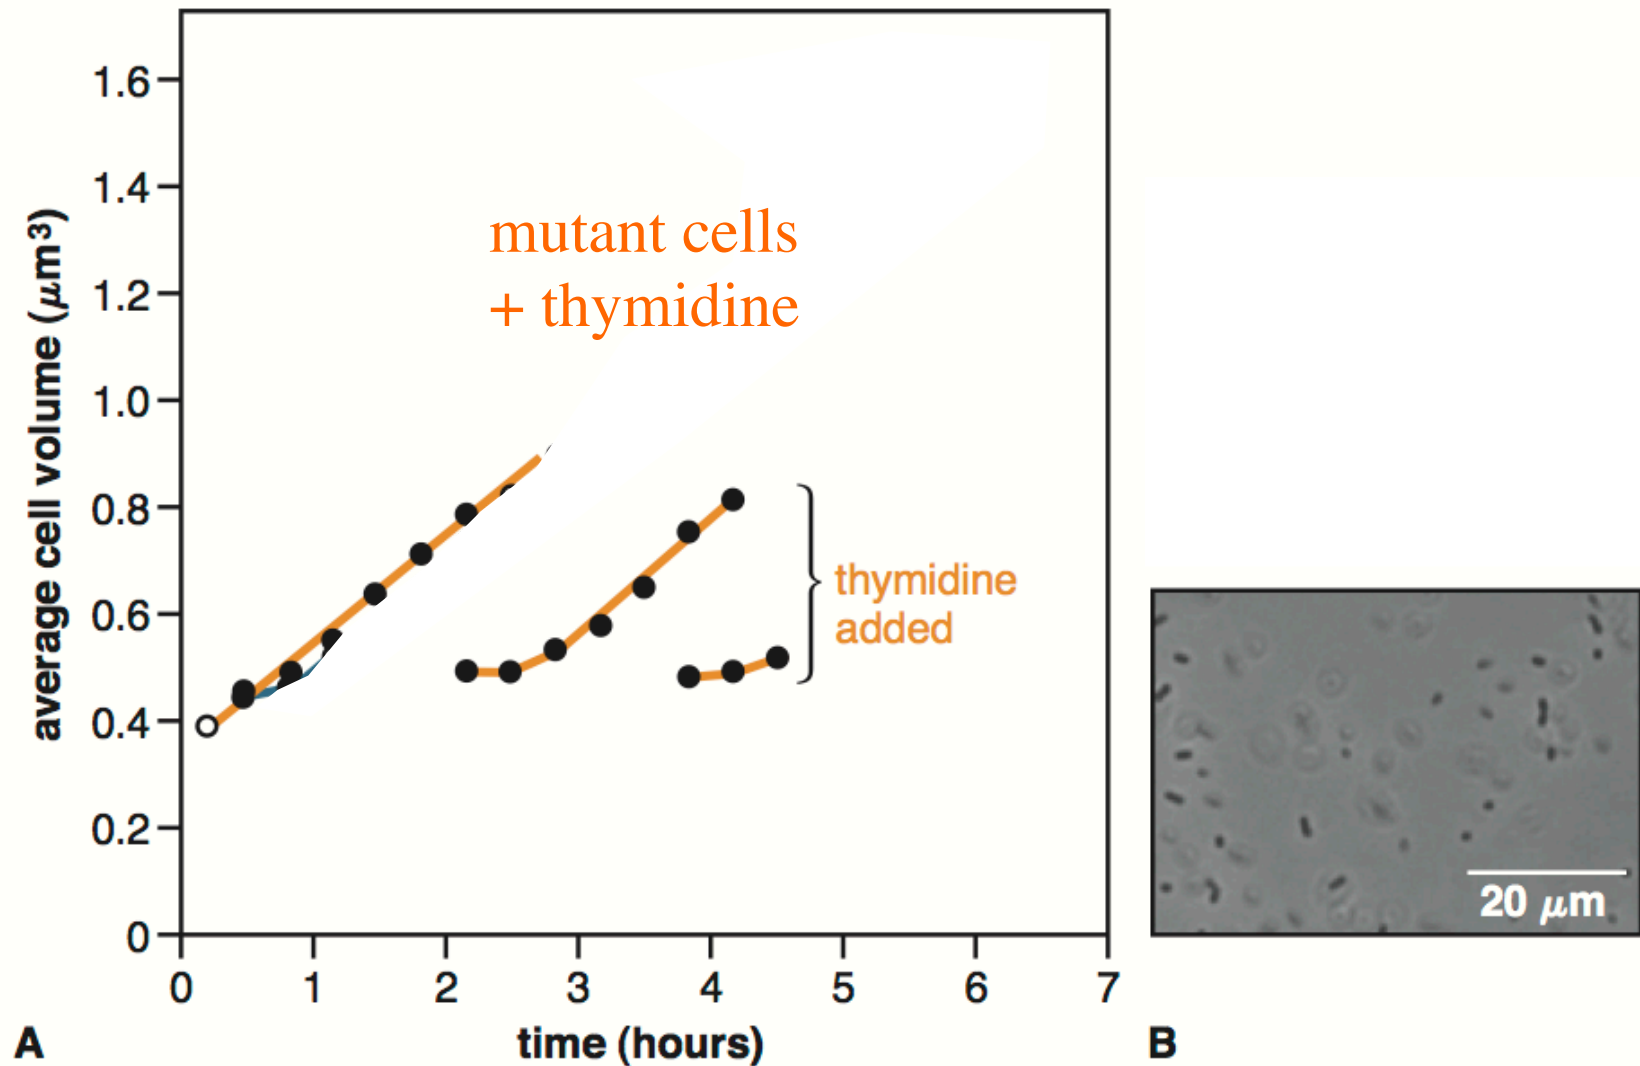 1.6
1.4
1.2
1.0
0.8
0.6
0.4
0.2
0
average cell volume (μm³)
mutant cells
+ thymidine
thymidine
added
0 1 2 3 4 5 6 7
time (hours)
A
20 μm
B